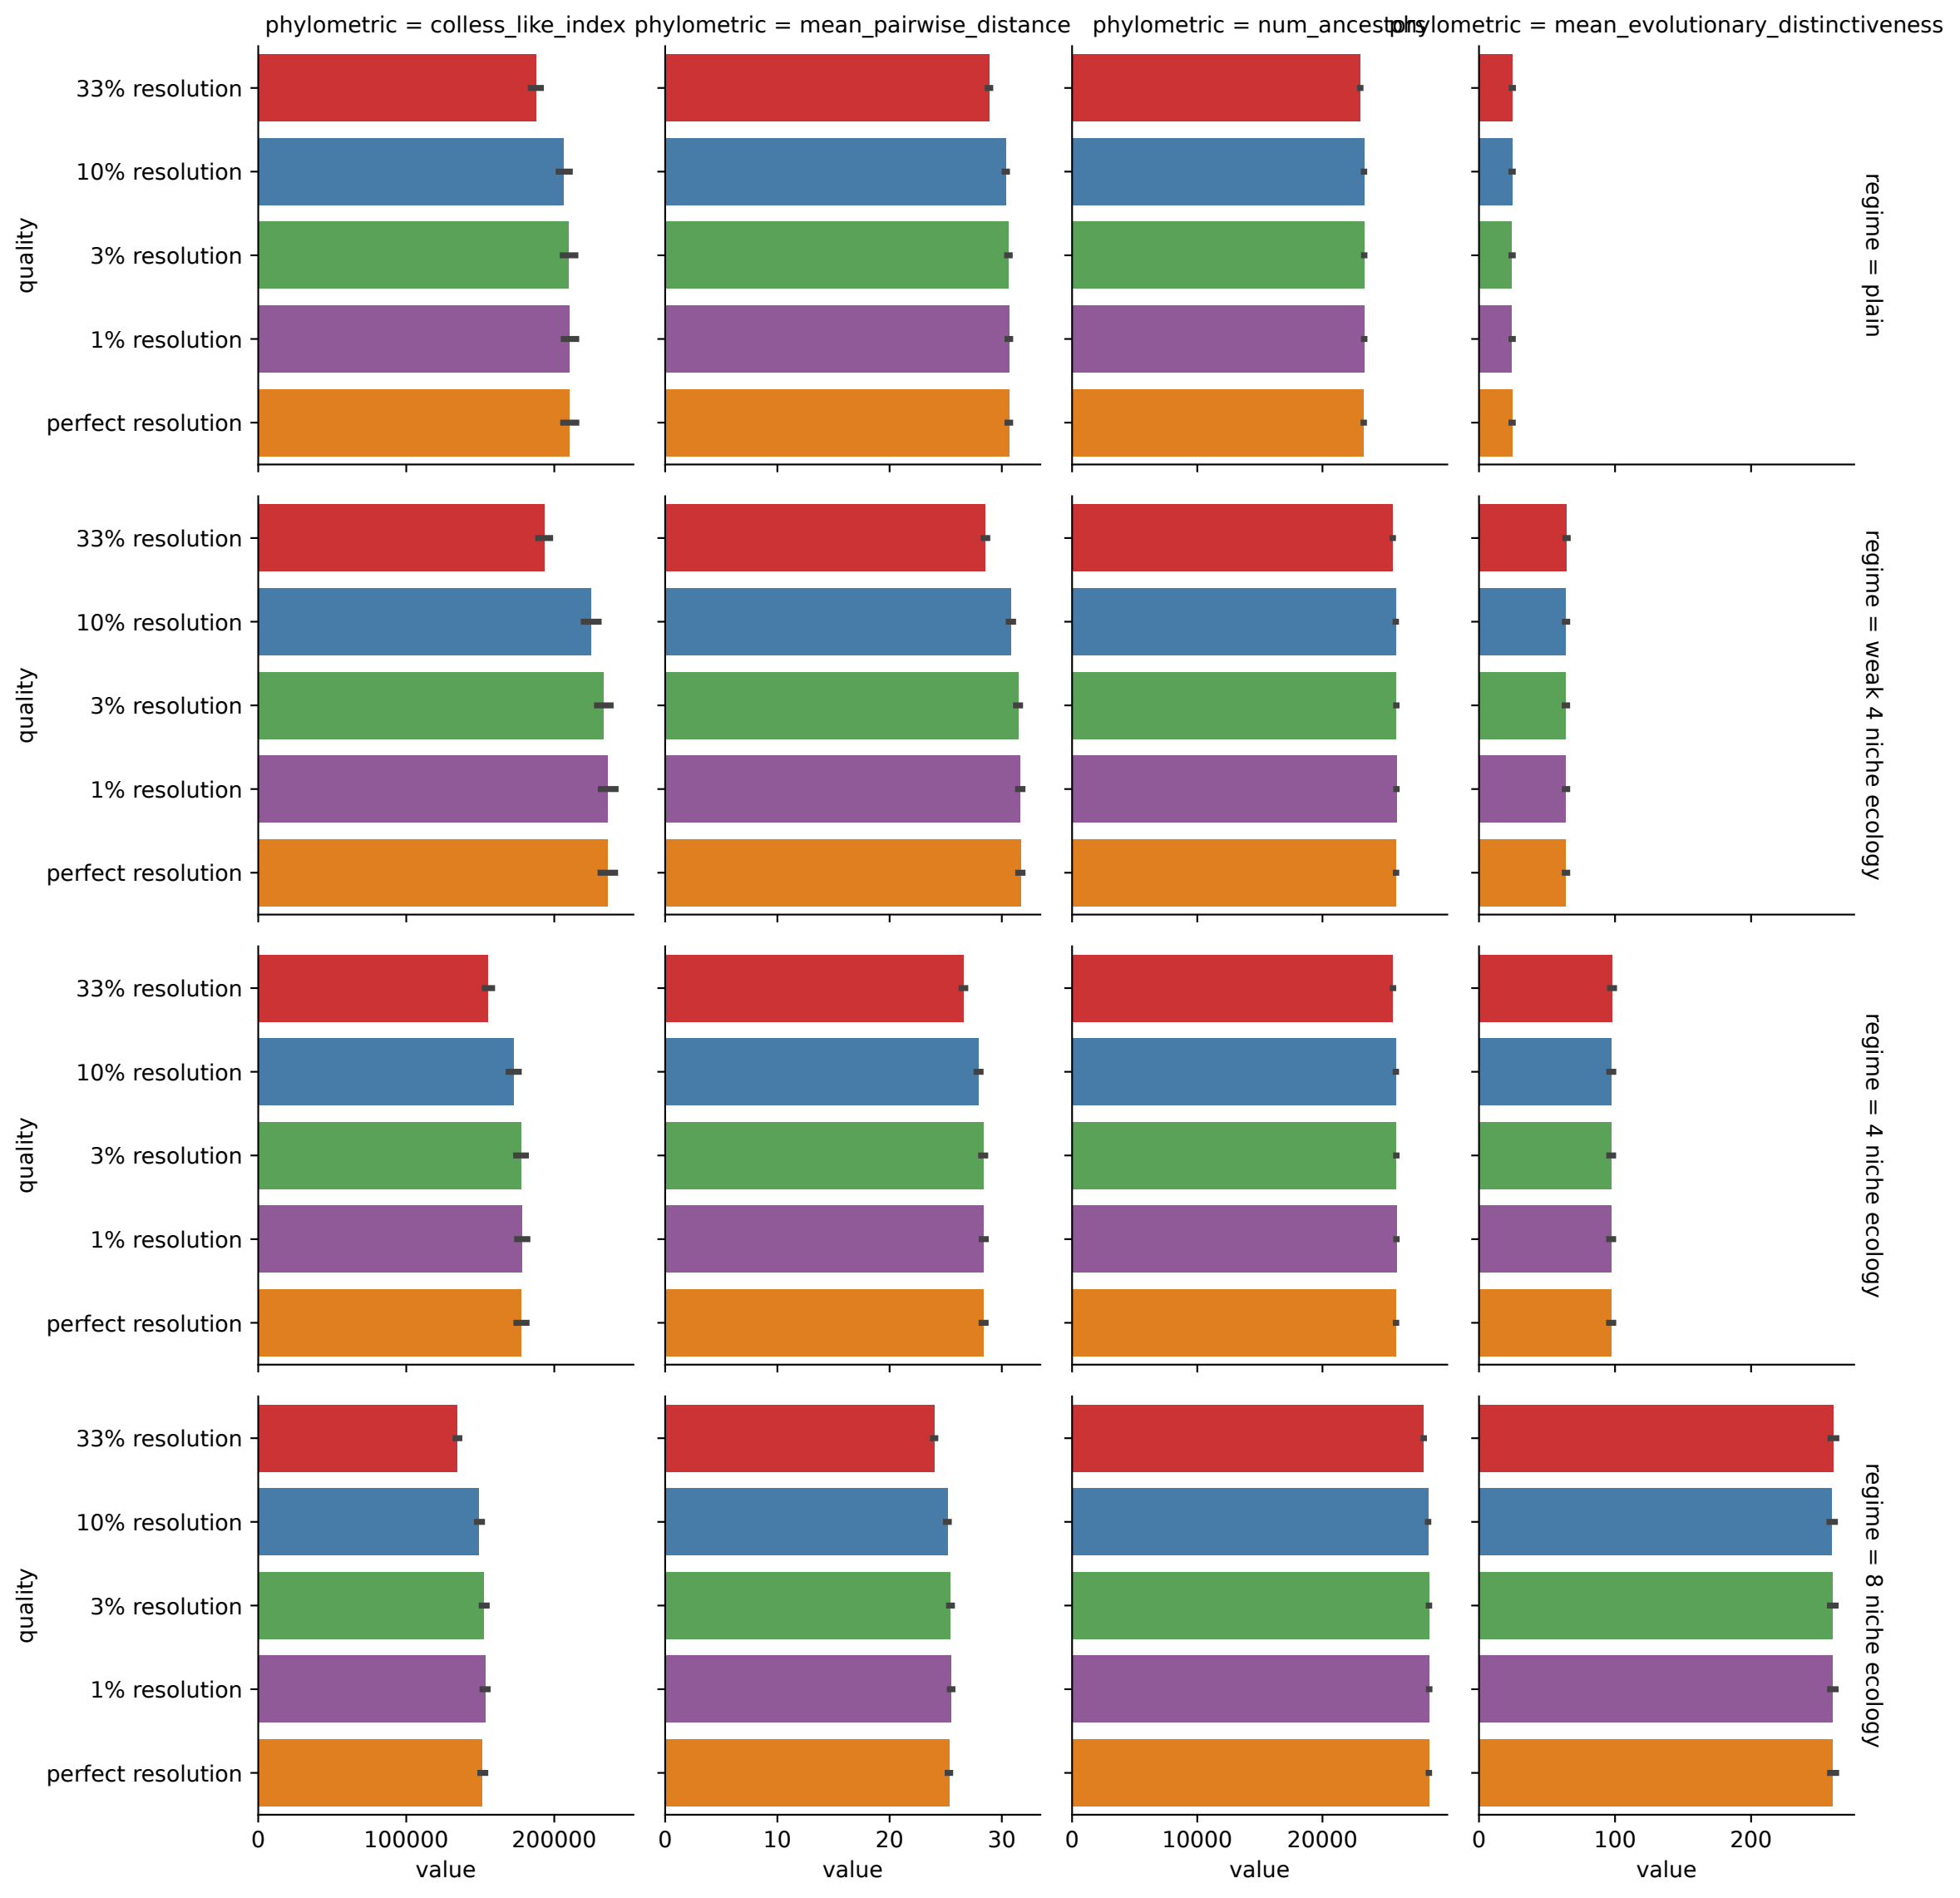 phylometric = colless_like_index
phylometric = mean_pairwise_distance
phylometric = num_ancestors
phylometric = mean_evolutionary_distinctiveness
quality
33% resolution
10% resolution
3% resolution
1% resolution
perfect resolution
regime = plain
quality
33% resolution
10% resolution
3% resolution
1% resolution
perfect resolution
regime = weak 4 niche ecology
quality
33% resolution
10% resolution
3% resolution
1% resolution
perfect resolution
regime = 4 niche ecology
quality
33% resolution
10% resolution
3% resolution
1% resolution
perfect resolution
regime = 8 niche ecology
0 100000 200000
0 10 20 30
0 10000 20000
0 100 200
value
value
value
value